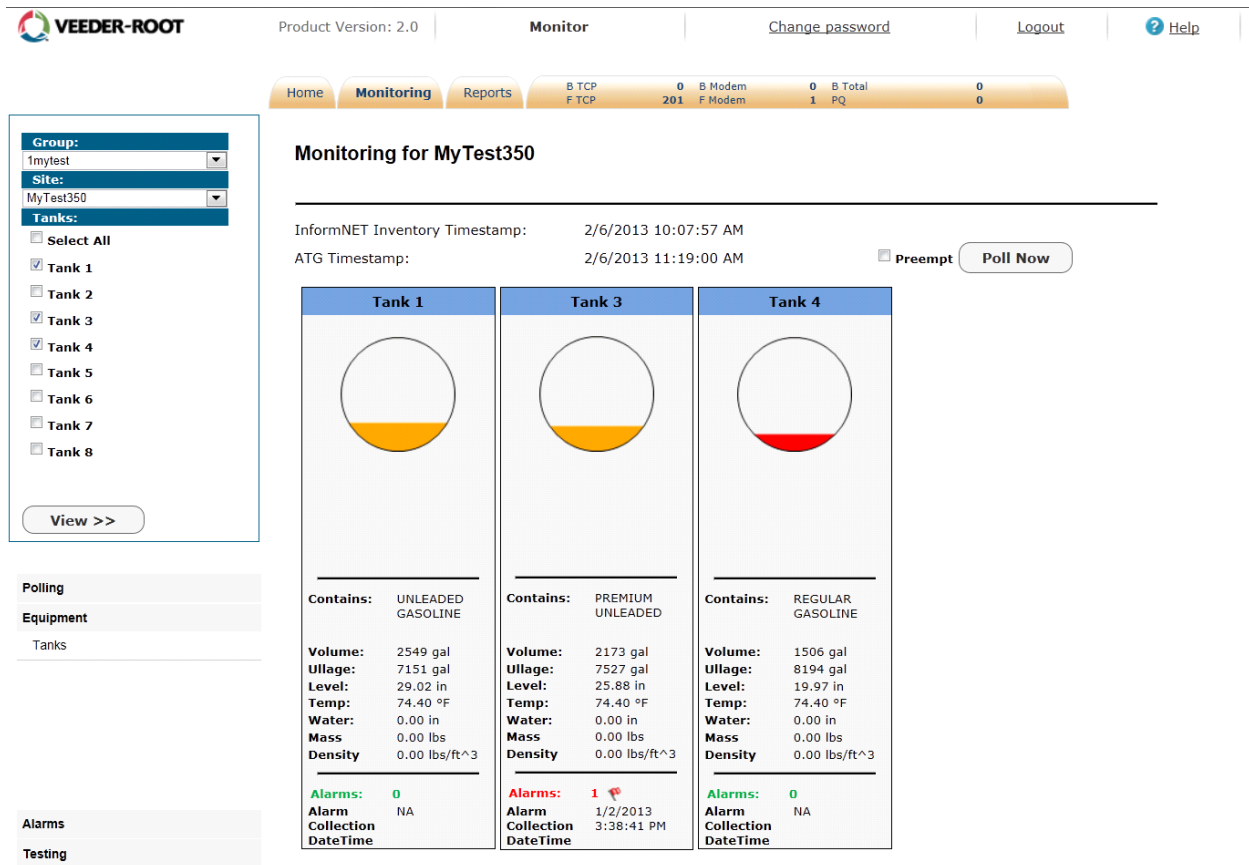 VEEDER-ROOT
Product Version: 2.0 Monitor Change password Logout Help
Home Monitoring Reports
B TCP 0 B Modem 0 B Total 0
F TCP 201 F Modem 1 PQ 0
Group:
1mytest
Site:
MyTest350
Tanks:
Select All
Tank 1
Tank 2
Tank 3
Tank 4
Tank 5
Tank 6
Tank 7
Tank 8
View >>
Polling
Equipment
Tanks
Alarms
Testing
Monitoring for MyTest350
InformNET Inventory Timestamp: 2/6/2013 10:07:57 AM
ATG Timestamp: 2/6/2013 11:19:00 AM
Preempt Poll Now
Tank 1
Contains: UNLEADED
GASOLINE
Volume: 2549 gal
Ullage: 7151 gal
Level: 29.02 in
Temp: 74.40 ºF
Water: 0.00 in
Mass 0.00 lbs
Density 0.00 lbs/ft^3
Alarms: 0
Alarm NA
Collection
DateTime
Tank 3
Contains: PREMIUM
UNLEADED
Volume: 2173 gal
Ullage: 7527 gal
Level: 25.88 in
Temp: 74.40 ºF
Water: 0.00 in
Mass 0.00 lbs
Density 0.00 lbs/ft^3
Alarms: 1
Alarm 1/2/2013
Collection 3:38:41 PM
DateTime
Tank 4
Contains: REGULAR
GASOLINE
Volume: 1506 gal
Ullage: 8194 gal
Level: 19.97 in
Temp: 74.40 ºF
Water: 0.00 in
Mass 0.00 lbs
Density 0.00 lbs/ft^3
Alarms: 0
Alarm NA
Collection
DateTime